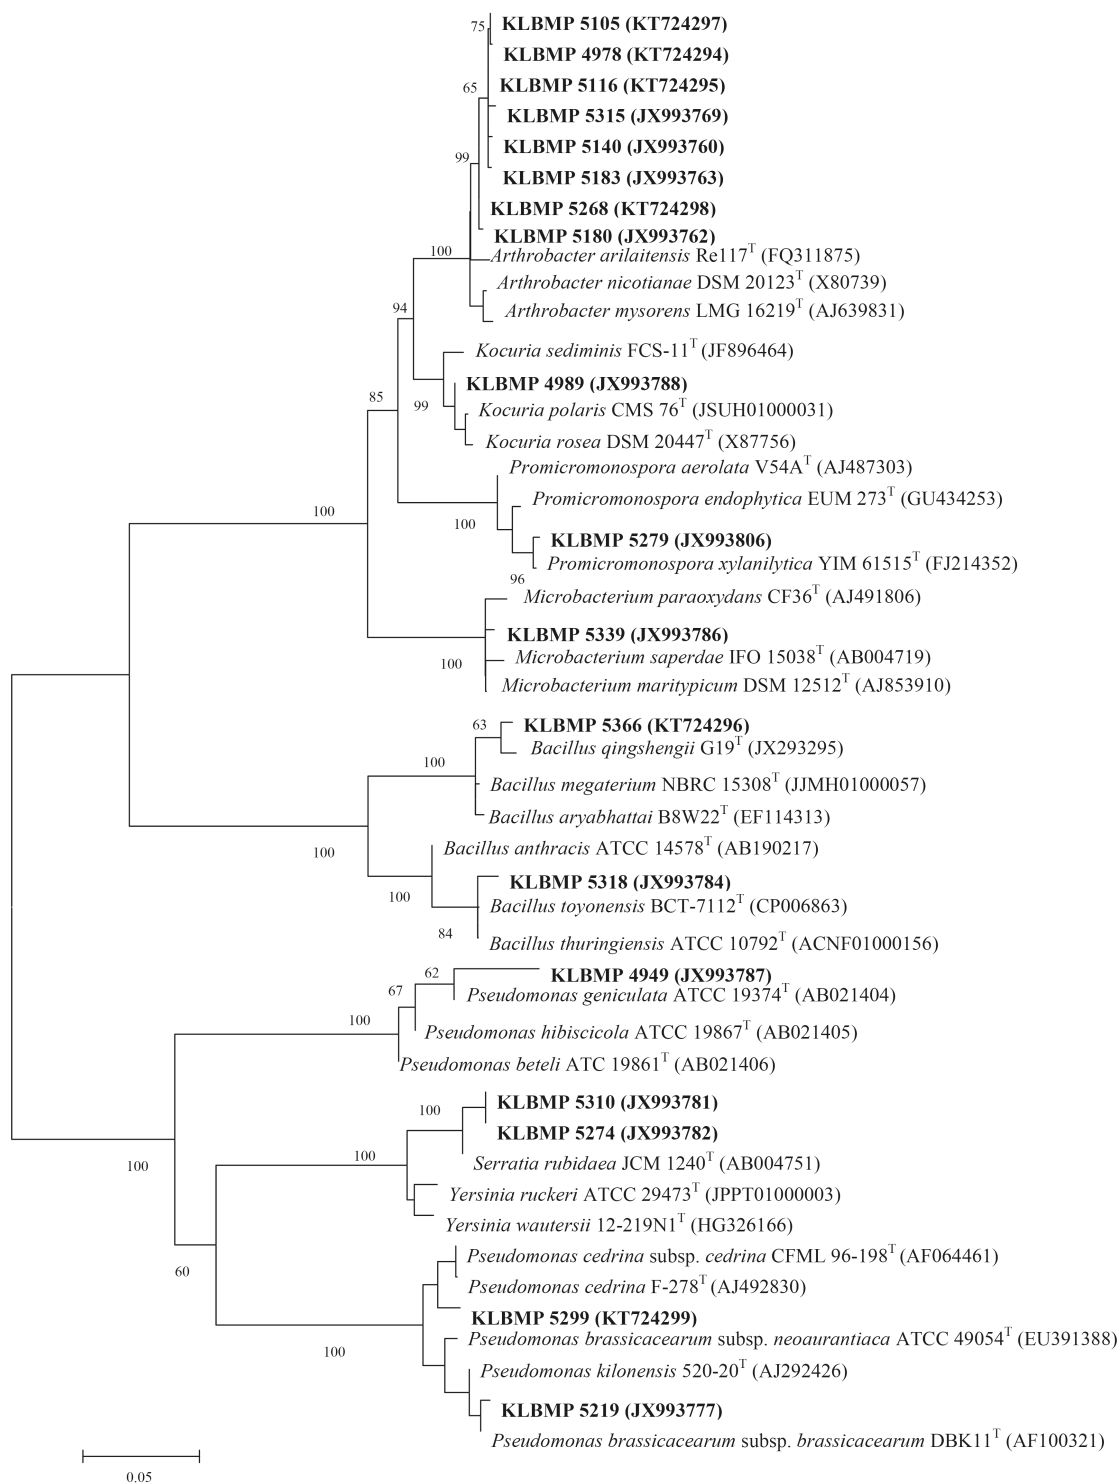 75
KLBMP 5105 (KT724297)
KLBMP 4978 (KT724294)
65
KLBMP 5116 (KT724295)
KLBMP 5315 (JX993769)
KLBMP 5140 (JX993760)
99
KLBMP 5183 (JX993763)
KLBMP 5268 (KT724298)
KLBMP 5180 (JX993762)
100
Arthrobacter arilaitensis Re117T (FQ311875)
Arthrobacter nicotianae DSM 20123T (X80739)
94
Arthrobacter mysorens LMG 16219T (AJ639831)
Kocuria sediminis FCS-11T (JF896464)
KLBMP 4989 (JX993788)
85
99
Kocuria polaris CMS 76T (JSUH01000031)
Kocuria rosea DSM 20447T (X87756)
Promicromonospora aerolata V54AT (AJ487303)
Promicromonospora endophytica EUM 273T (GU434253)
100
100
KLBMP 5279 (JX993806)
Promicromonospora xylanilytica YIM 61515T (FJ214352)
96
Microbacterium paraoxydans CF36T (AJ491806)
KLBMP 5339 (JX993786)
100
Microbacterium saperdae IFO 15038T (AB004719)
Microbacterium maritypicum DSM 12512T (AJ853910)
63
KLBMP 5366 (KT724296)
Bacillus qingshengii G19T (JX293295)
100
Bacillus megaterium NBRC 15308T (JJMH01000057)
Bacillus aryabhattai B8W22T (EF114313)
100
Bacillus anthracis ATCC 14578T (AB190217)
KLBMP 5318 (JX993784)
100
Bacillus toyonensis BCT-7112T (CP006863)
84
Bacillus thuringiensis ATCC 10792T (ACNF01000156)
62
KLBMP 4949 (JX993787)
67
Pseudomonas geniculata ATCC 19374T (AB021404)
100
Pseudomonas hibiscicola ATCC 19867T (AB021405)
Pseudomonas beteli ATC 19861T (AB021406)
100
KLBMP 5310 (JX993781)
KLBMP 5274 (JX993782)
100
100
Serratia rubidaea JCM 1240T (AB004751)
Yersinia ruckeri ATCC 29473T (JPPT01000003)
Yersinia wautersii 12-219N1T (HG326166)
Pseudomonas cedrina subsp. cedrina CFML 96-198T (AF064461)
60
Pseudomonas cedrina F-278T (AJ492830)
KLBMP 5299 (KT724299)
Pseudomonas brassicacearum subsp. neoaurantiaca ATCC 49054T (EU391388)
100
Pseudomonas kilonensis 520-20T (AJ292426)
KLBMP 5219 (JX993777)
Pseudomonas brassicacearum subsp. brassicacearum DBK11T (AF100321)
0.05